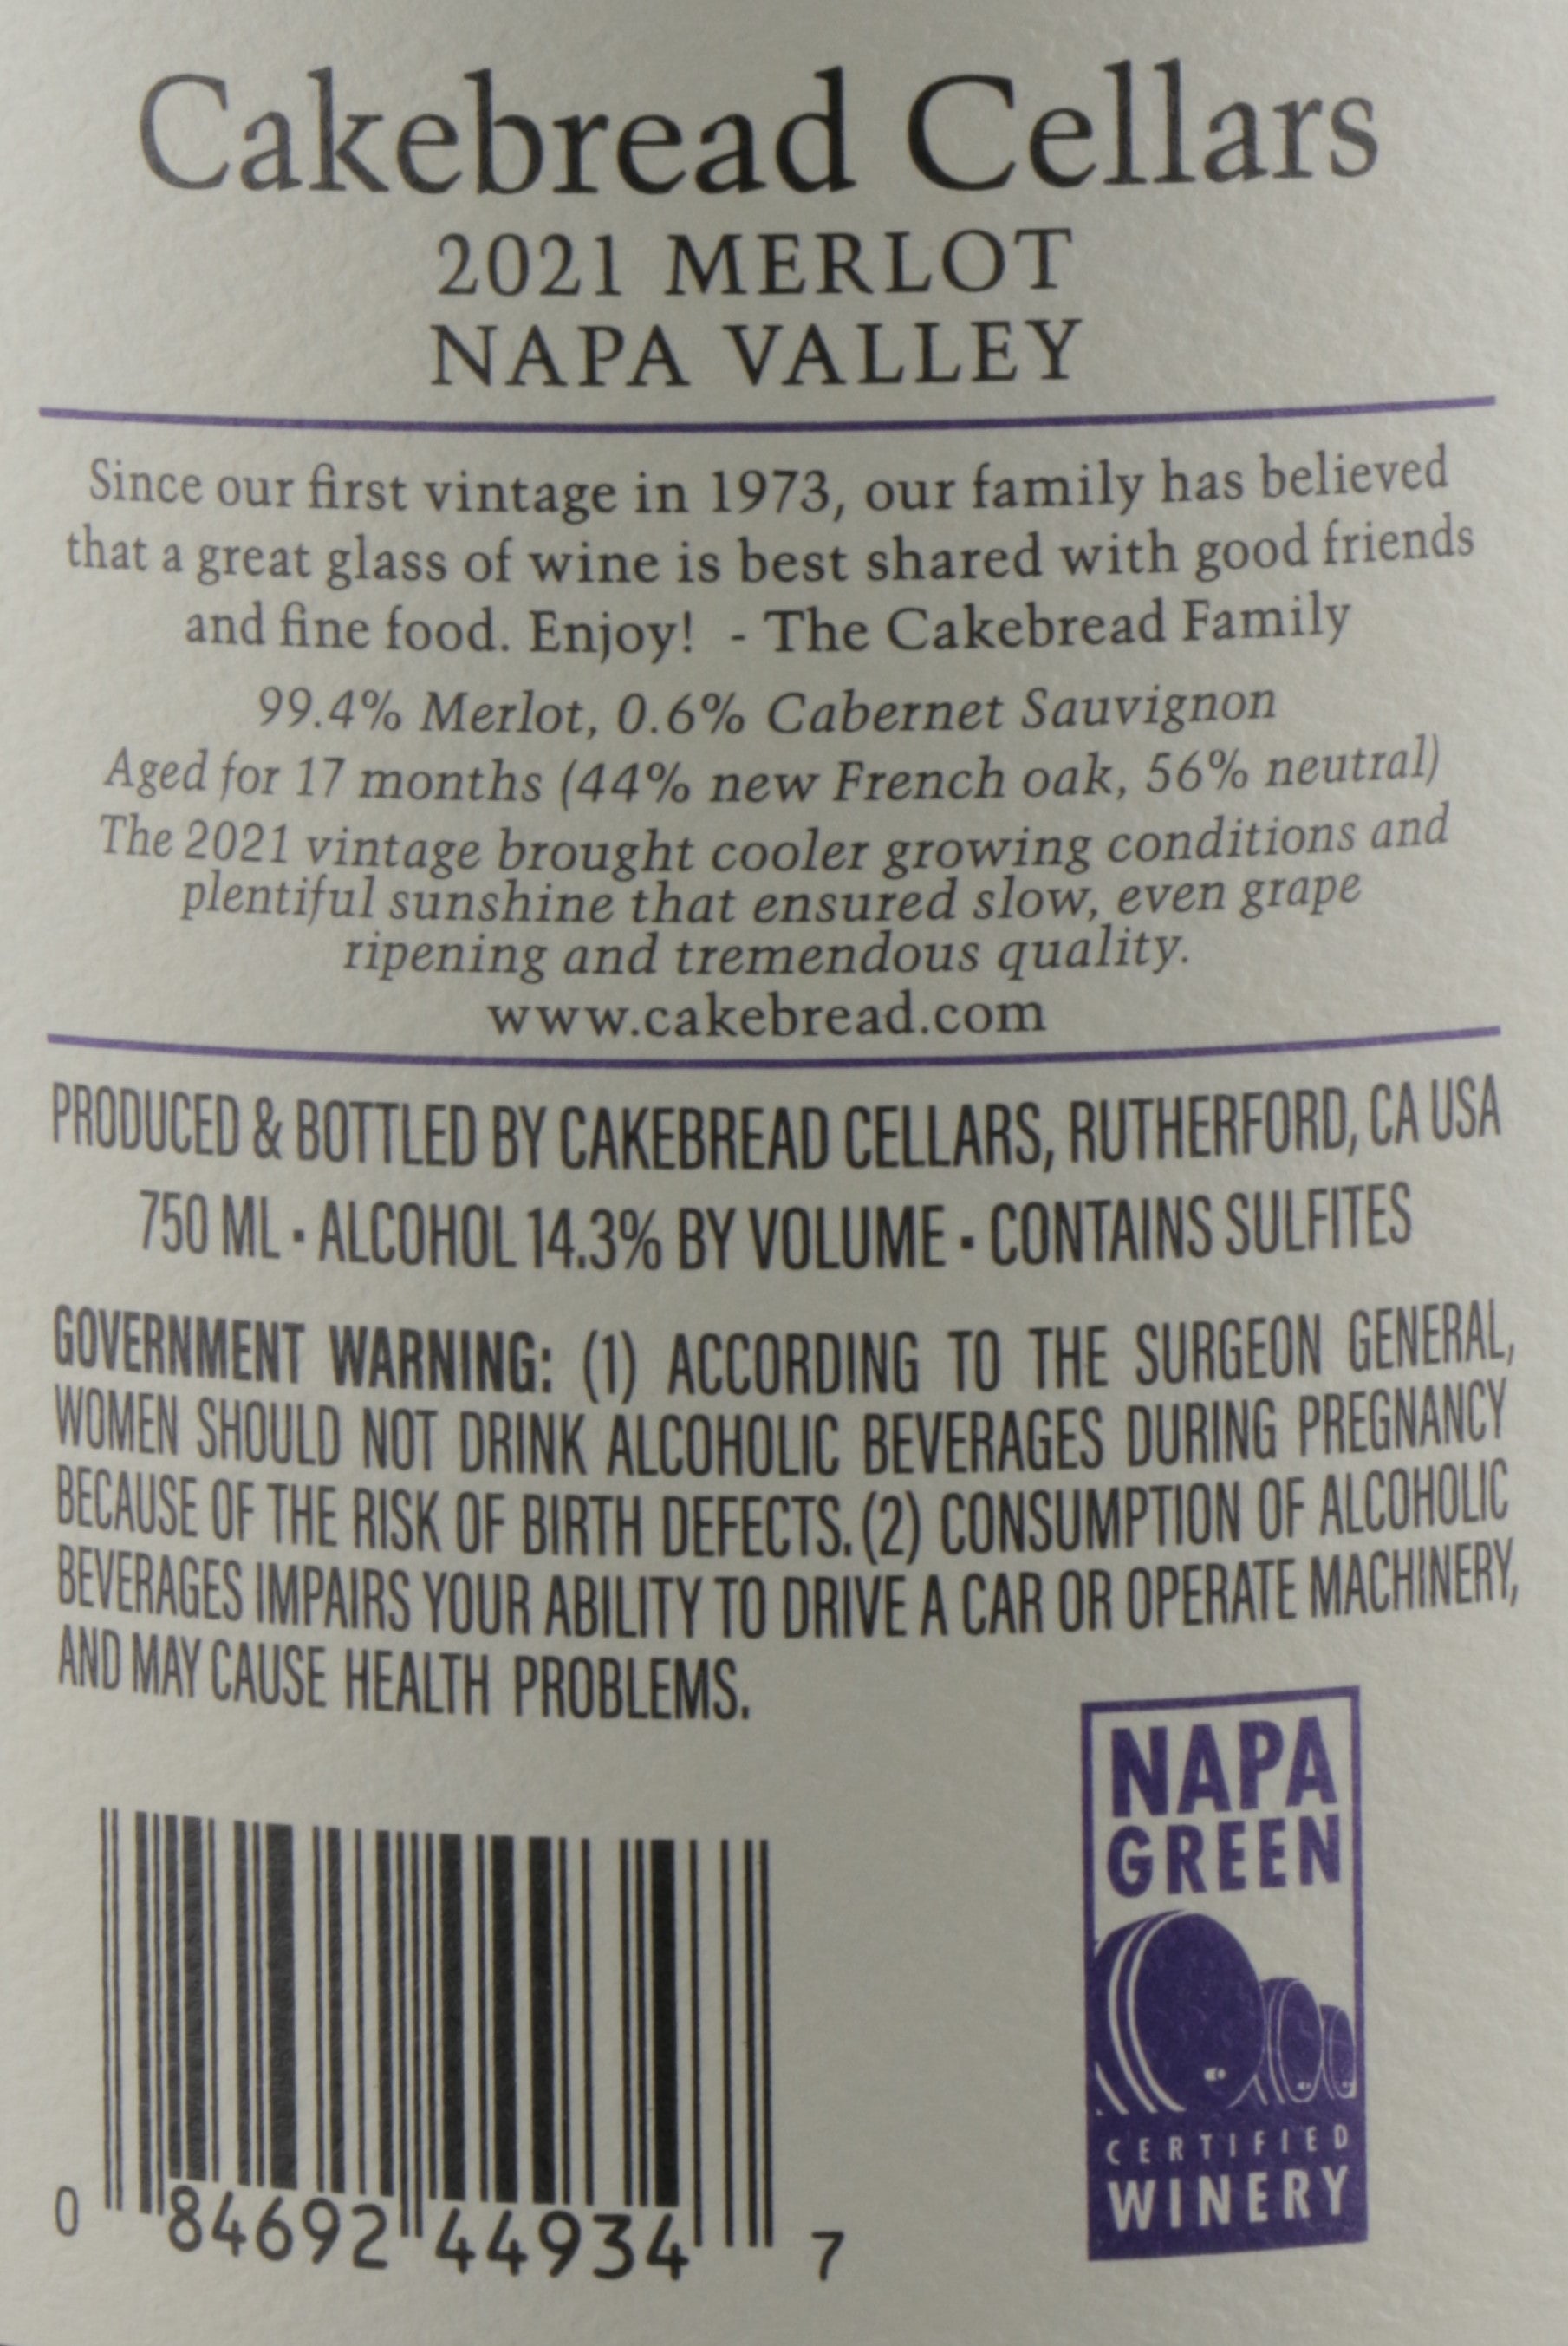 Cakebread Cellars
2021 MERLOT
NAPA VALLEY
Since our first vintage in 1973, our family has believed
that a great glass of wine is best shared with good friends
and fine food. Enjoy!  - The Cakebread Family
99.4% Merlot, 0.6% Cabernet Sauvignon
Aged for 17 months (44% new French oak, 56% neutral)
The 2021 vintage brought cooler growing conditions and
plentiful sunshine that ensured slow, even grape
ripening and tremendous quality.
www.cakebread.com
PRODUCED & BOTTLED BY CAKEBREAD CELLARS, RUTHERFORD, CA USA
750 ML · ALCOHOL 14.3% BY VOLUME · CONTAINS SULFITES
GOVERNMENT WARNING: (1) ACCORDING TO THE SURGEON GENERAL,
WOMEN SHOULD NOT DRINK ALCOHOLIC BEVERAGES DURING PREGNANCY
BECAUSE OF THE RISK OF BIRTH DEFECTS. (2) CONSUMPTION OF ALCOHOLIC
BEVERAGES IMPAIRS YOUR ABILITY TO DRIVE A CAR OR OPERATE MACHINERY,
AND MAY CAUSE HEALTH PROBLEMS.
0 84692 44934 7
NAPA
GREEN
CERTIFIED
WINERY